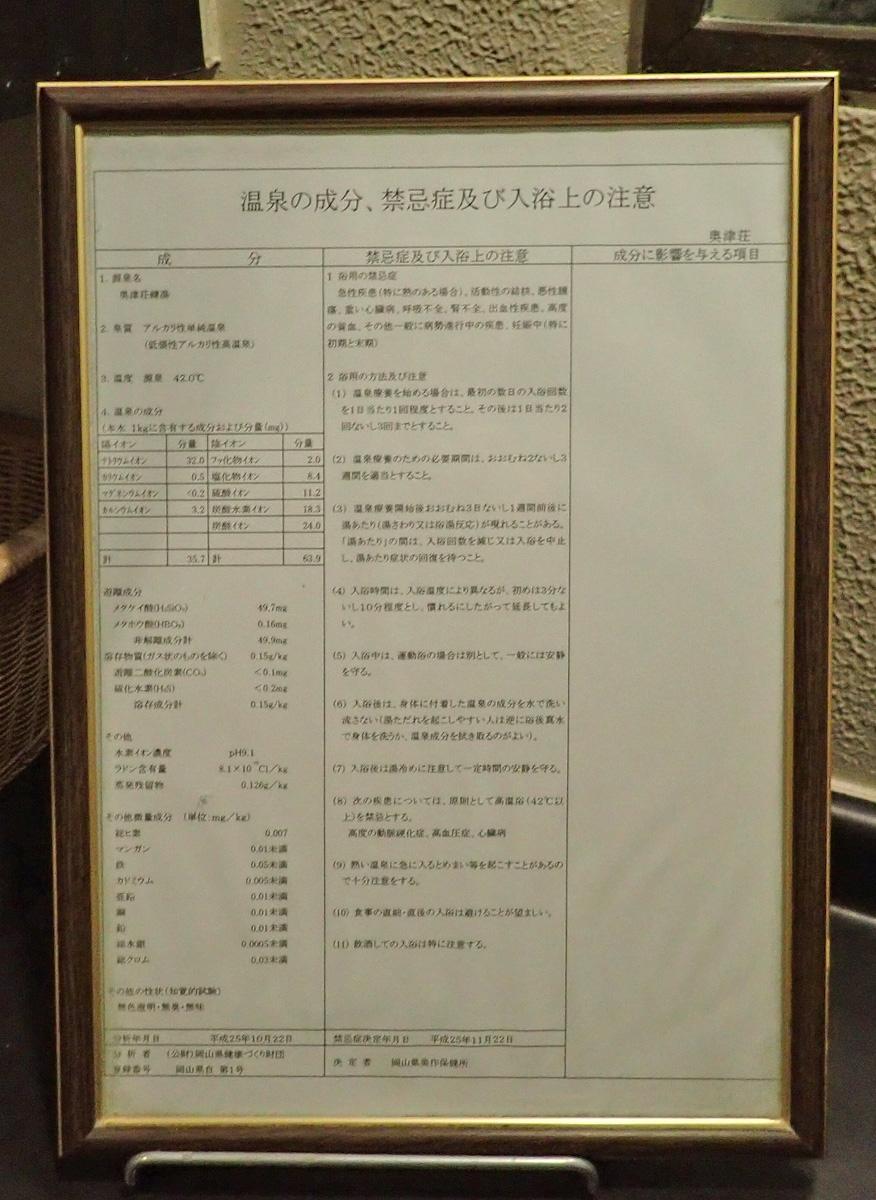 温泉の成分、禁忌症及び入浴上の注意
奥津荘
成　　　分
1. 源泉名
奥津荘鍵湯
2. 泉質　アルカリ性単純温泉
(低張性アルカリ性高温泉)
3. 温度　源泉　42.0℃
4. 温泉の成分
(本水 1kgに含有する成分および分量(mg))
陽イオン　分量　陰イオン　分量
ナトリウムイオン　32.0　フッ化物イオン　2.0
カリウムイオン　0.5　塩化物イオン　8.4
マグネシウムイオン　<0.2　硫酸イオン　11.2
カルシウムイオン　3.2　炭酸水素イオン　18.3
炭酸イオン　24.0
計　35.7　計　63.9
遊離成分
メタケイ酸(H₂SiO₃)　49.7mg
メタホウ酸(HBO₂)　0.16mg
非解離成分計　49.9mg
溶存物質(ガス状のものを除く)　0.15g/kg
遊離二酸化炭素(CO₂)　<0.1mg
硫化水素(H₂S)　<0.2mg
溶存成分計　0.15g/kg
その他
水素イオン濃度　pH9.1
ラドン含有量　8.1×10　Ci／kg
蒸発残留物　0.126g／kg
その他微量成分　(単位:mg／kg)
総ヒ素　0.007
マンガン　0.01未満
鉄　0.05未満
カドミウム　0.005未満
亜鉛　0.01未満
銅　0.01未満
鉛　0.01未満
総水銀　0.0005未満
総クロム　0.03未満
その他の性状(知覚的試験)
無色透明・無臭・無味
分析年月日　平成25年10月22日
分 析 者　(公財)岡山県健康づくり財団
登録番号　岡山県自 第1号
禁忌症及び入浴上の注意
1 浴用の禁忌症
急性疾患(特に熱のある場合)、活動性の結核、悪性腫
瘍、重い心臓病、呼吸不全、腎不全、出血性疾患、高度
の貧血、その他一般に病勢進行中の疾患、妊娠中(特に
初期と末期)
2 浴用の方法及び注意
(1) 温泉療養を始める場合は、最初の数日の入浴回数
を1日当たり1回程度とすること。その後は1日当たり2
回ないし3回までとすること。
(2) 温泉療養のための必要期間は、おおむね2ないし3
週間を適当とすること。
(3) 温泉療養開始後おおむね3日ないし1週間前後に
湯あたり(湯さわり又は浴湯反応)が現れることがある。
「湯あたり」の間は、入浴回数を減じ又は入浴を中止
し、湯あたり症状の回復を待つこと。
(4) 入浴時間は、入浴温度により異なるが、初めは3分な
いし10分程度とし、慣れるにしたがって延長してもよ
い。
(5) 入浴中は、運動浴の場合は別として、一般には安静
を守る。
(6) 入浴後は、身体に付着した温泉の成分を水で洗い
流さない(湯ただれを起こしやすい人は逆に浴後真水
で身体を洗うか、温泉成分を拭き取るのがよい)。
(7) 入浴後は湯冷めに注意して一定時間の安静を守る。
(8) 次の疾患については、原則として高温浴(42℃以
上)を禁忌とする。
高度の動脈硬化症、高血圧症、心臓病
(9) 熱い温泉に急に入るとめまい等を起こすことがあるの
で十分注意をする。
(10) 食事の直前・直後の入浴は避けることが望ましい。
(11) 飲酒しての入浴は特に注意する。
禁忌症決定年月日　平成25年11月22日
決 定 者　岡山県美作保健所
成分に影響を与える項目